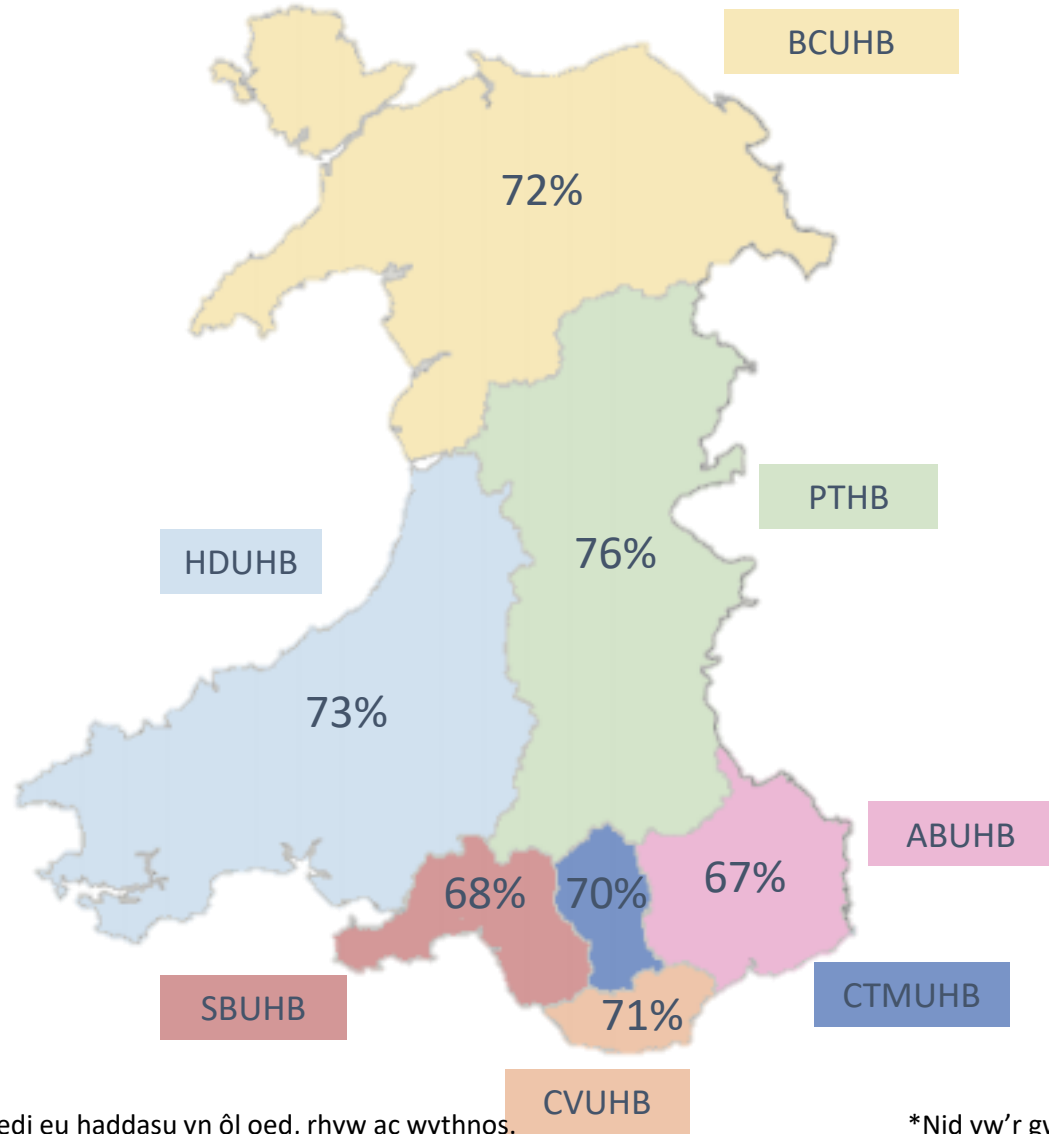 BCUHB
72%
PTHB
HDUHB
76%
73%
ABUHB
68%
70%
67%
SBUHB
CTMUHB
71%
CVUHB
eu haddasu yn ôl oed, rhyw ac wythnos.
*Nid yw'r